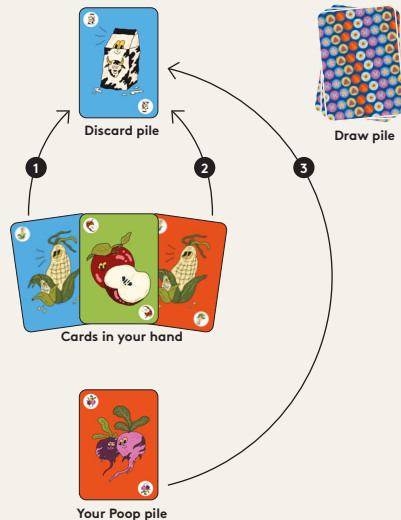 Discard pile
Draw pile
1
2
3
Cards in your hand
Your Poop pile